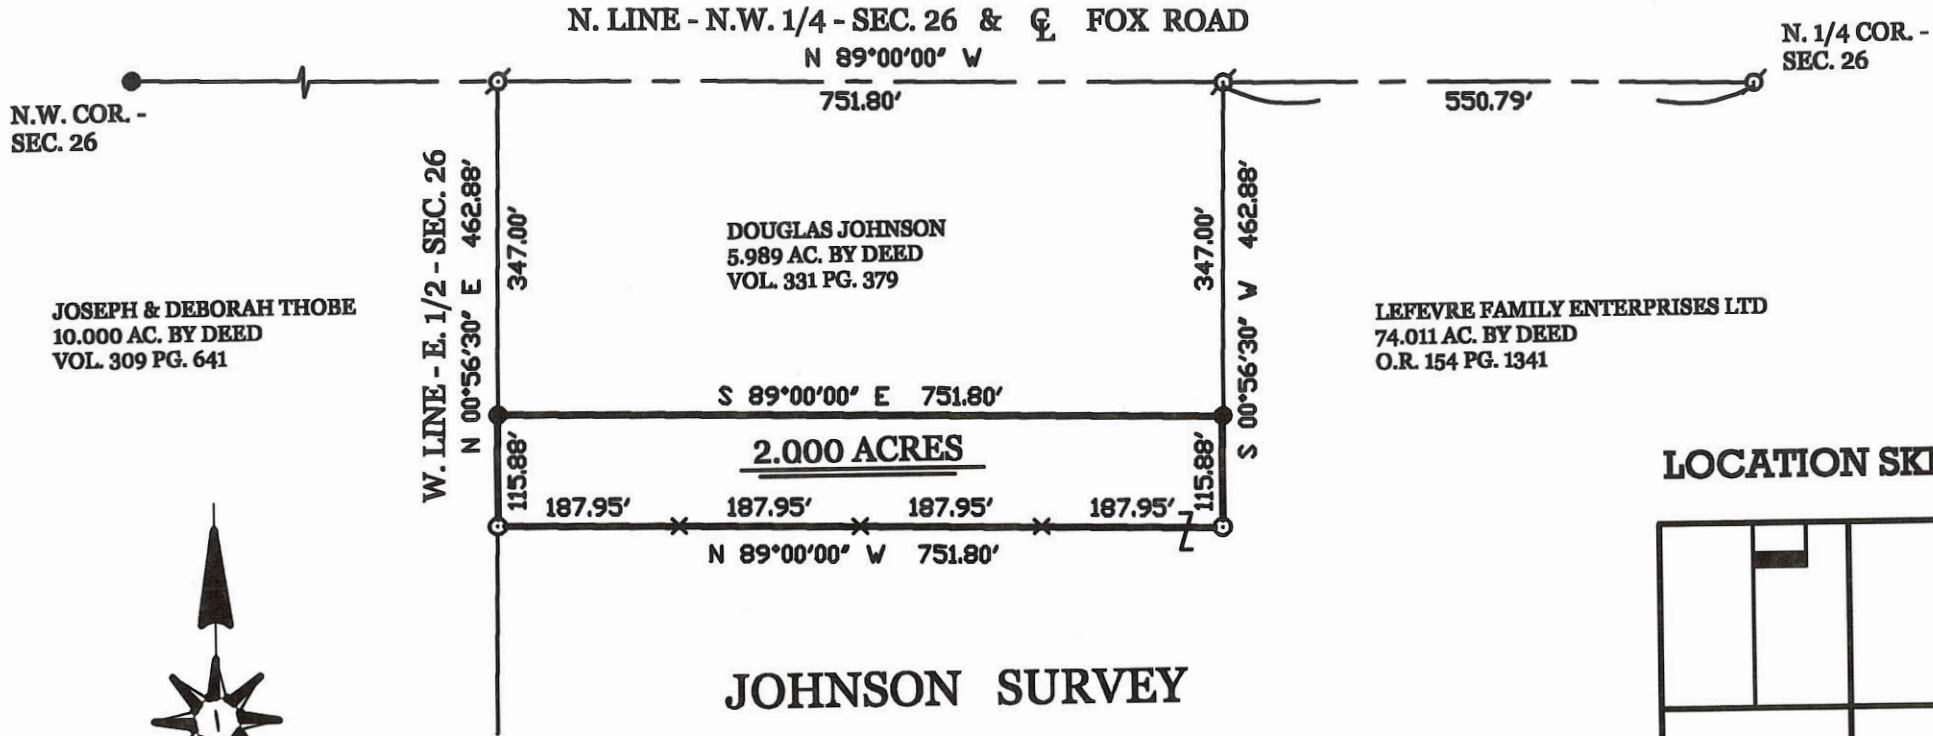 N. LINE - N.W. 1/4 - SEC. 26 & ℄ FOX ROAD
N 89°00'00" W
751.80'
N. 1/4 COR. -
SEC. 26
550.79'
N.W. COR. -
SEC. 26
W. LINE - E. 1/2 - SEC. 26
N 00°56'30" E 462.88'
347.00'
DOUGLAS JOHNSON
5.989 AC. BY DEED
VOL. 331 PG. 379
347.00'
S 00°56'30" W 462.88'
JOSEPH & DEBORAH THOBE
10.000 AC. BY DEED
VOL. 309 PG. 641
LEFEVRE FAMILY ENTERPRISES LTD
74.011 AC. BY DEED
O.R. 154 PG. 1341
S 89°00'00" E 751.80'
2.000 ACRES
115.88'
115.88'
187.95' 187.95' 187.95' 187.95'
N 89°00'00" W 751.80'
LOCATION
JOHNSON SURVEY